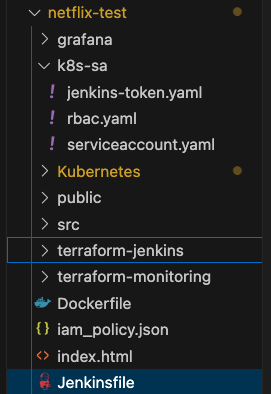 netflix-test
grafana
k8s-sa
jenkins-token.yaml
rbac.yaml
serviceaccount.yaml
Kubernetes
public
src
terraform-jenkins
terraform-monitoring
Dockerfile
iam_policy.json
index.html
Jenkinsfile